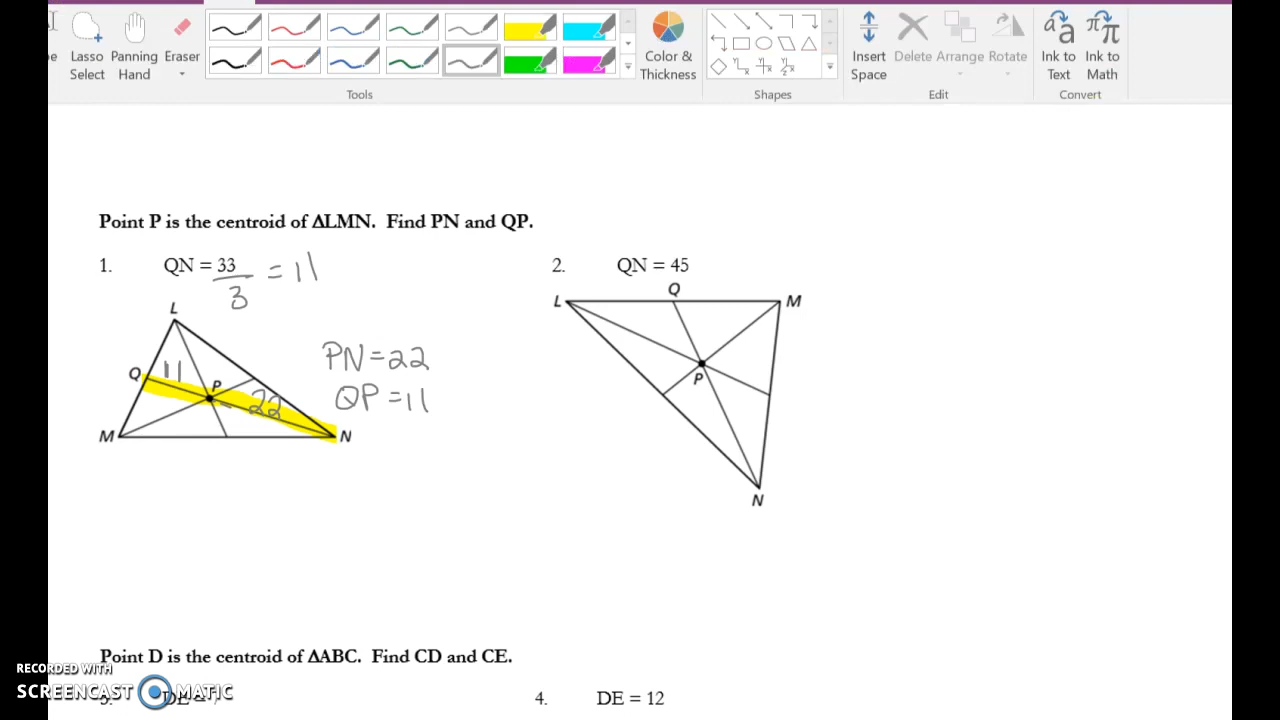 Lasso Select
Panning Hand
Eraser
Color & Thickness
Insert Space
Delete
Arrange
Rotate
Ink to Text
Ink to Math
Tools
Shapes
Edit
Convert
Point P is the centroid of ΔLMN. Find PN and QP.
1. QN = 33
3
= 11
L
Q
11
P
22
M
N
PN = 22
QP = 11
2. QN = 45
L
Q
M
P
N
Point D is the centroid of ΔABC. Find CD and CE.
4. DE = 12
RECORDED WITH
SCREENCAST MATIC